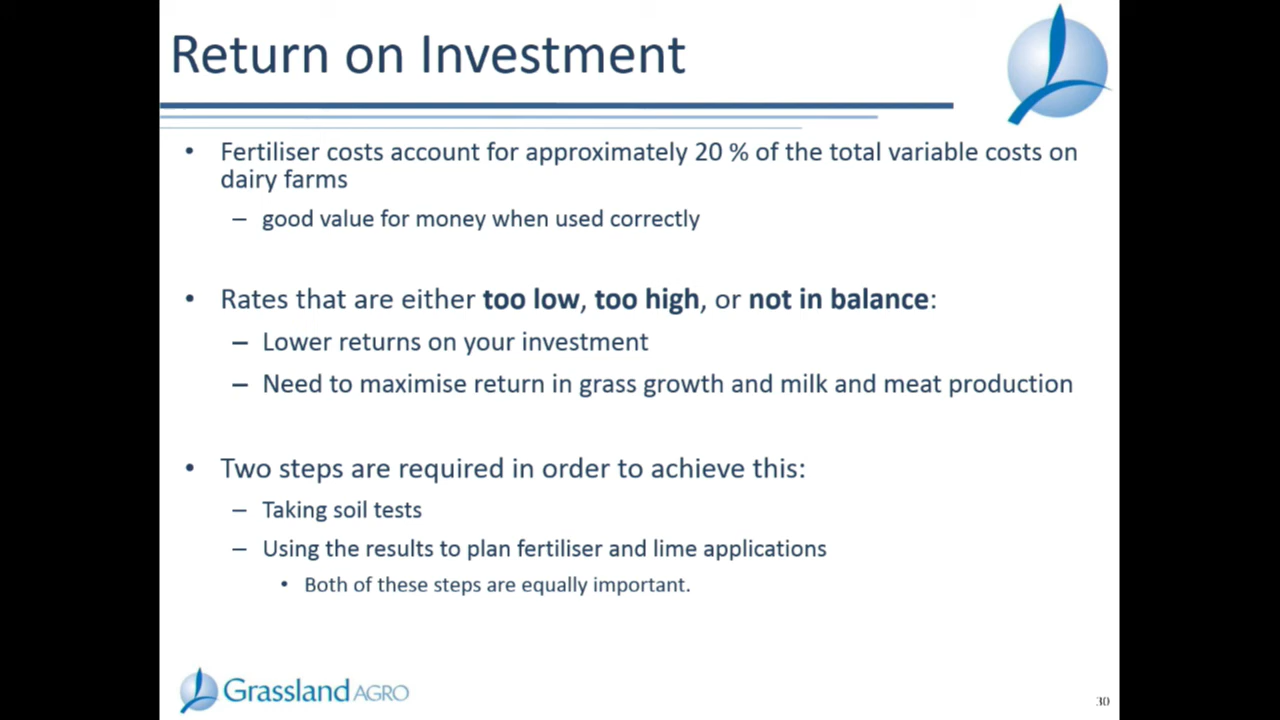 Return on Investment
• Fertiliser costs account for approximately 20 % of the total variable costs on
dairy farms
– good value for money when used correctly
• Rates that are either too low, too high, or not in balance:
– Lower returns on your investment
– Need to maximise return in grass growth and milk and meat production
• Two steps are required in order to achieve this:
– Taking soil tests
– Using the results to plan fertiliser and lime applications
• Both of these steps are equally important.
Grassland AGRO
30